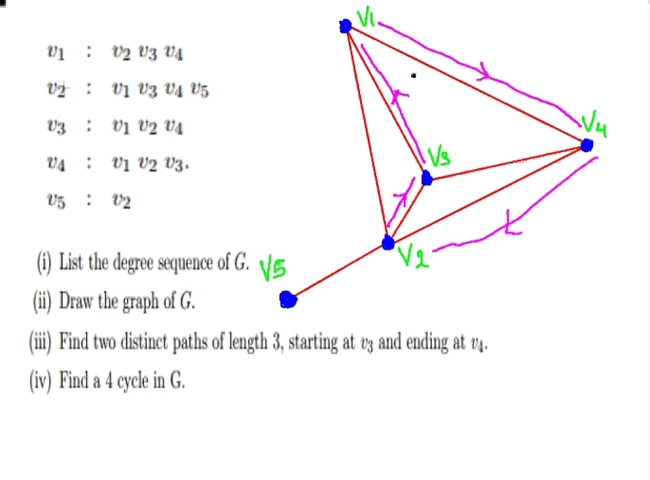 v1 : v2 v3 v4
v2 : v1 v3 v4 v5
v3 : v1 v2 v4
v4 : v1 v2 v3.
v5 : v2
(i) List the degree sequence of G.
(ii) Draw the graph of G.
(iii) Find two distinct paths of length 3, starting at v3 and ending at v4.
(iv) Find a 4 cycle in G.
V1
V4
V3
V2
V5